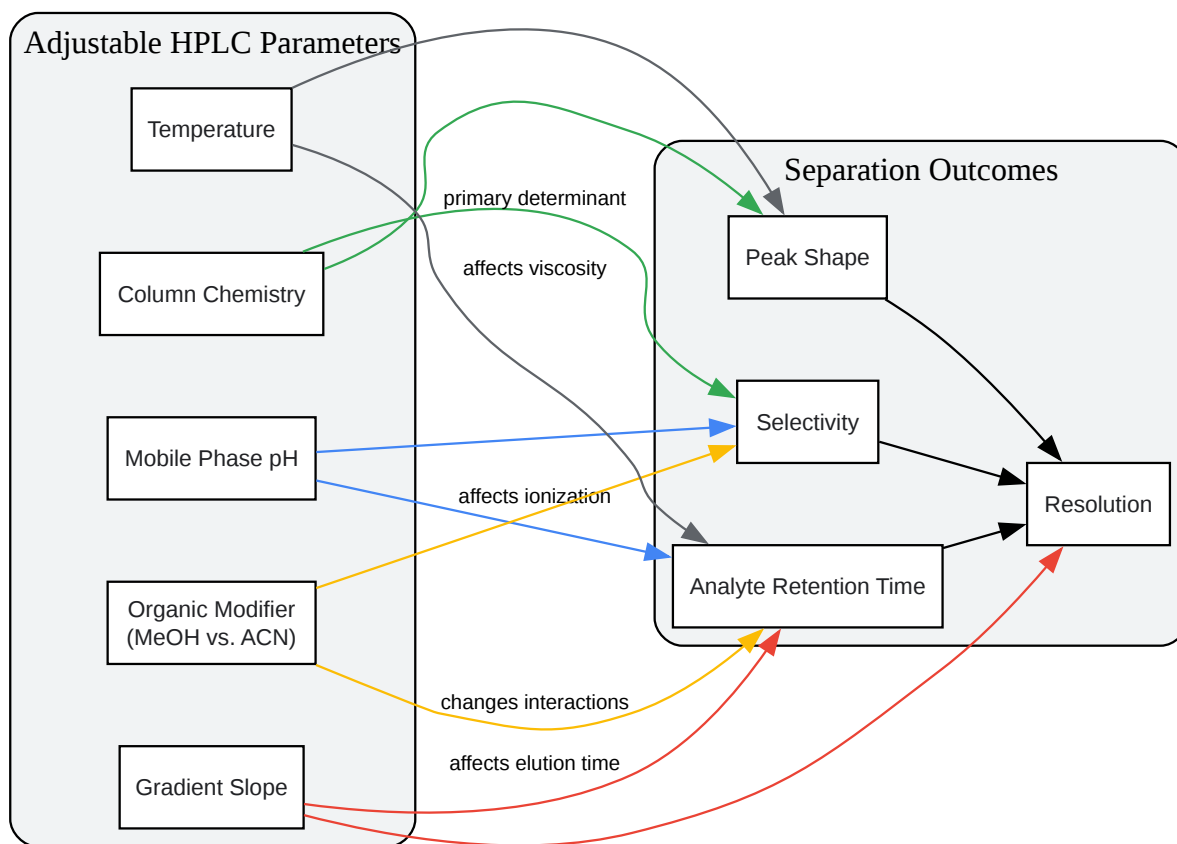 Adjustable HPLC Parameters
Temperature
Column Chemistry
Mobile Phase pH
Organic Modifier
(MeOH vs. ACN)
Gradient Slope
primary determinant
affects viscosity
affects ionization
changes interactions
affects elution time
Separation Outcomes
Peak Shape
Selectivity
Analyte Retention Time
Resolution